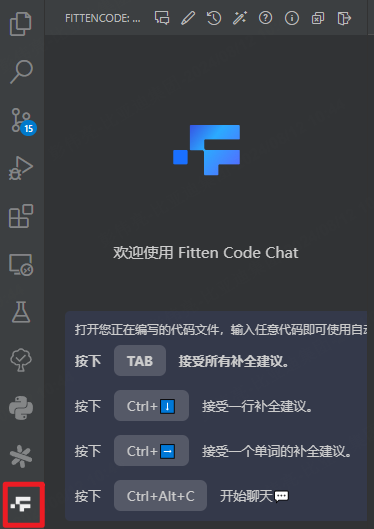 FITTENCODE: ...
15
欢迎使用 Fitten Code Chat
打开您正在编写的代码文件，输入任意代码即可使用自
按下 TAB 接受所有补全建议。
按下 Ctrl+⬇️ 接受一行补全建议。
按下 Ctrl+➡️ 接受一个单词的补全建议。
按下 Ctrl+Alt+C 开始聊天💬